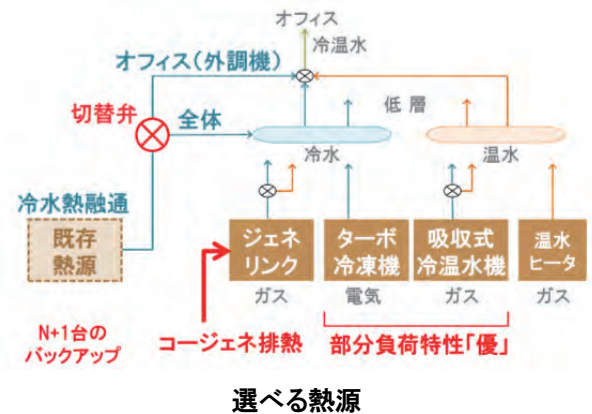 オフィス
冷温水
オフィス（外調機）
切替弁
全体
低 層
冷水
温水
冷水熱融通
既存
熱源
ジェネ
リンク
ターボ
冷凍機
吸収式
冷温水機
温水
ヒータ
ガス
電気
ガス
ガス
N+1台の
バックアップ
コージェネ排熱
部分負荷特性「優」
選べる熱源